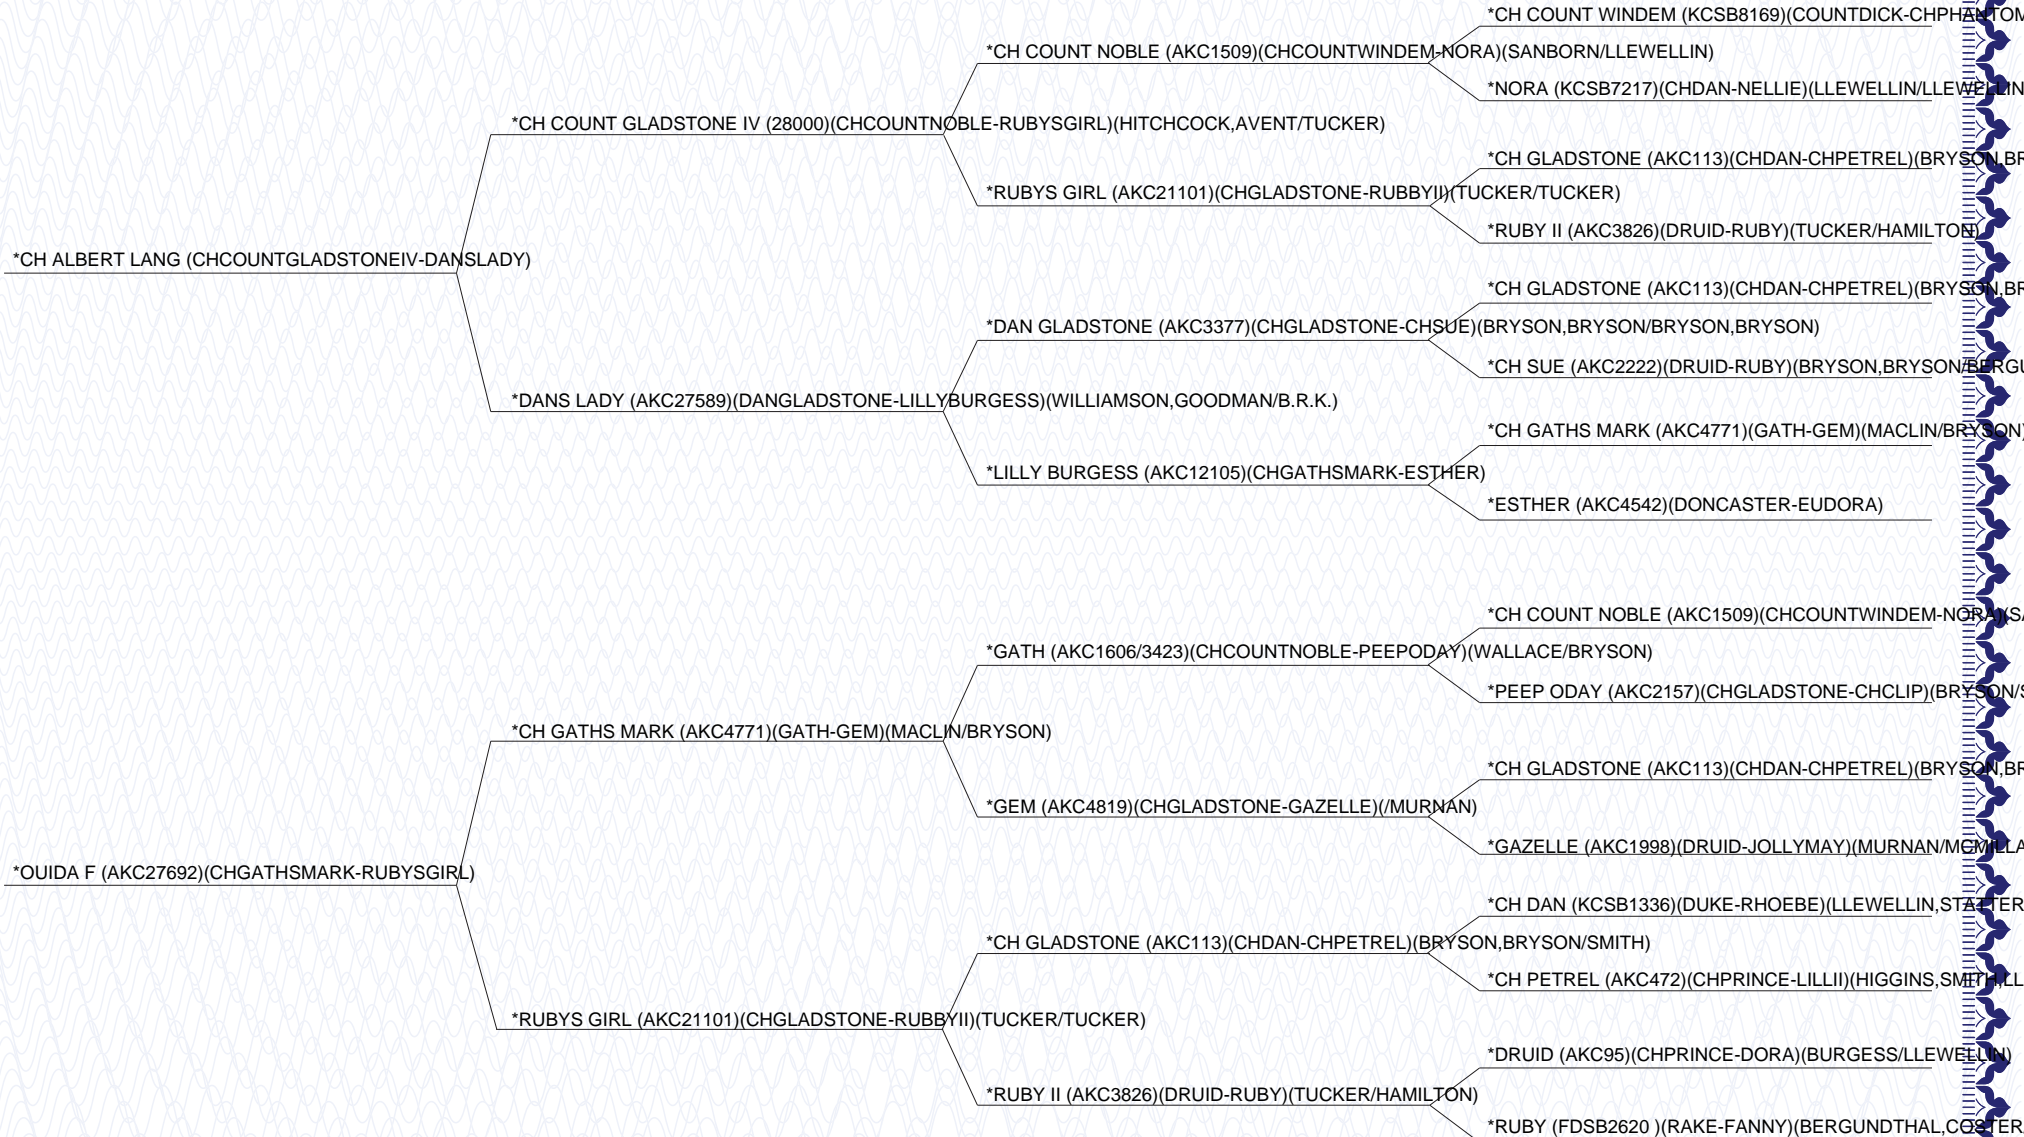 *CH COUNT WINDEM (KCSB8169)(COUNTDICK-CHPHANTOM
*CH COUNT NOBLE (AKC1509)(CHCOUNTWINDEM-NORA)(SANBORN/LLEWELLIN)
*NORA (KCSB7217)(CHDAN-NELLIE)(LLEWELLIN/LLEWELLIN
*CH COUNT GLADSTONE IV (28000)(CHCOUNTNOBLE-RUBYSGIRL)(HITCHCOCK,AVENT/TUCKER)
*CH GLADSTONE (AKC113)(CHDAN-CHPETREL)(BRYSON,BR
*RUBYS GIRL (AKC21101)(CHGLADSTONE-RUBBYII)(TUCKER/TUCKER)
*RUBY II (AKC3826)(DRUID-RUBY)(TUCKER/HAMILTON)
*CH ALBERT LANG (CHCOUNTGLADSTONEIV-DANSLADY)
*CH GLADSTONE (AKC113)(CHDAN-CHPETREL)(BRYSON,BR
*DAN GLADSTONE (AKC3377)(CHGLADSTONE-CHSUE)(BRYSON,BRYSON/BRYSON,BRYSON)
*CH SUE (AKC2222)(DRUID-RUBY)(BRYSON,BRYSON/BERGU
*DANS LADY (AKC27589)(DANGLADSTONE-LILLYBURGESS)(WILLIAMSON,GOODMAN/B.R.K.)
*CH GATHS MARK (AKC4771)(GATH-GEM)(MACLIN/BRYSON)
*LILLY BURGESS (AKC12105)(CHGATHSMARK-ESTHER)
*ESTHER (AKC4542)(DONCASTER-EUDORA)
*CH COUNT NOBLE (AKC1509)(CHCOUNTWINDEM-NORA)(SA
*GATH (AKC1606/3423)(CHCOUNTNOBLE-PEEPODAY)(WALLACE/BRYSON)
*PEEP ODAY (AKC2157)(CHGLADSTONE-CHCLIP)(BRYSON/S
*CH GATHS MARK (AKC4771)(GATH-GEM)(MACLIN/BRYSON)
*CH GLADSTONE (AKC113)(CHDAN-CHPETREL)(BRYSON,BR
*GEM (AKC4819)(CHGLADSTONE-GAZELLE)(/MURNAN)
*GAZELLE (AKC1998)(DRUID-JOLLYMAY)(MURNAN/MCMILLA
*OUIDA F (AKC27692)(CHGATHSMARK-RUBYSGIRL)
*CH DAN (KCSB1336)(DUKE-RHOEBE)(LLEWELLIN,STATTER
*CH GLADSTONE (AKC113)(CHDAN-CHPETREL)(BRYSON,BRYSON/SMITH)
*CH PETREL (AKC472)(CHPRINCE-LILLII)(HIGGINS,SMITH,LL
*RUBYS GIRL (AKC21101)(CHGLADSTONE-RUBBYII)(TUCKER/TUCKER)
*DRUID (AKC95)(CHPRINCE-DORA)(BURGESS/LLEWELLIN)
*RUBY II (AKC3826)(DRUID-RUBY)(TUCKER/HAMILTON)
*RUBY (FDSB2620 )(RAKE-FANNY)(BERGUNDTHAL,COSTER